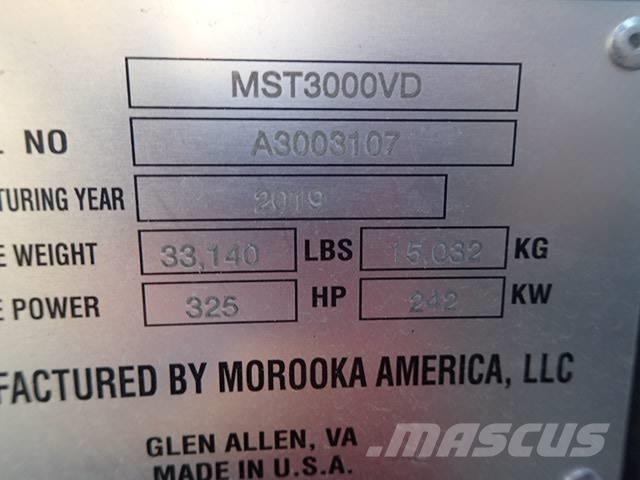 MST3000VD
L NO A3003107
TURING YEAR 2019
E WEIGHT 33,140 LBS 15,032 KG
E POWER 325 HP 242 KW
FACTURED BY MOROOKA AMERICA, LLC
GLEN ALLEN, VA
MADE IN U.S.A.
MASCUS